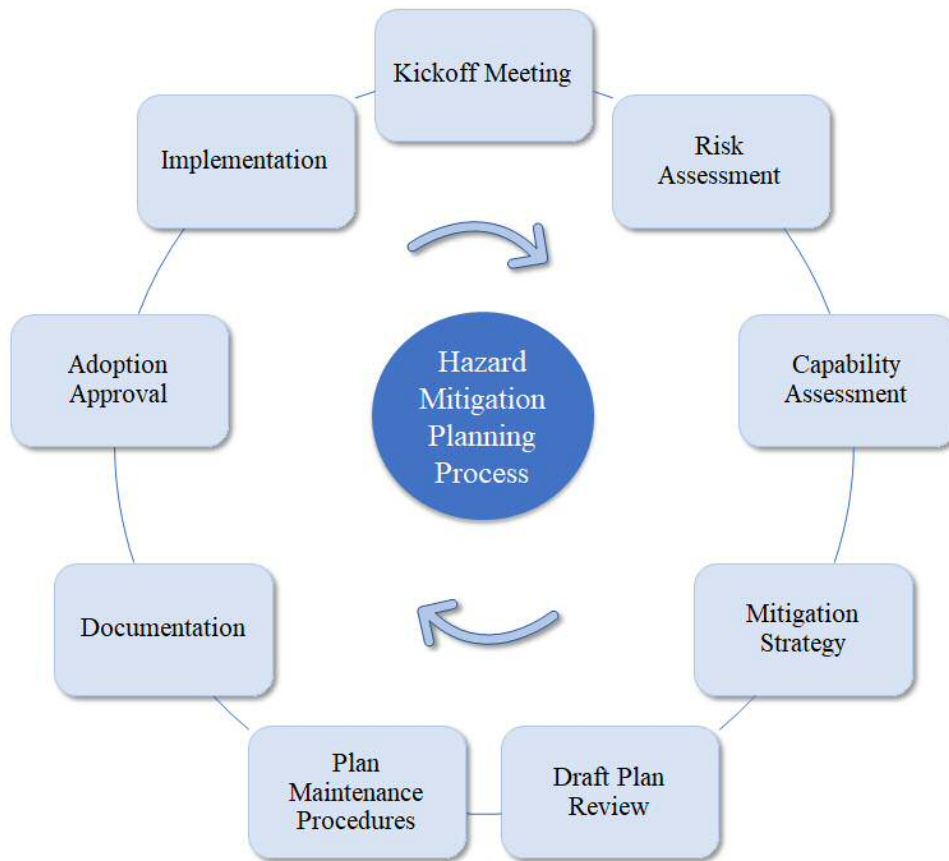 Kickoff Meeting
Risk
Assessment
Capability
Assessment
Mitigation
Strategy
Draft Plan
Review
Plan
Maintenance
Procedures
Documentation
Adoption
Approval
Implementation
Hazard
Mitigation
Planning
Process